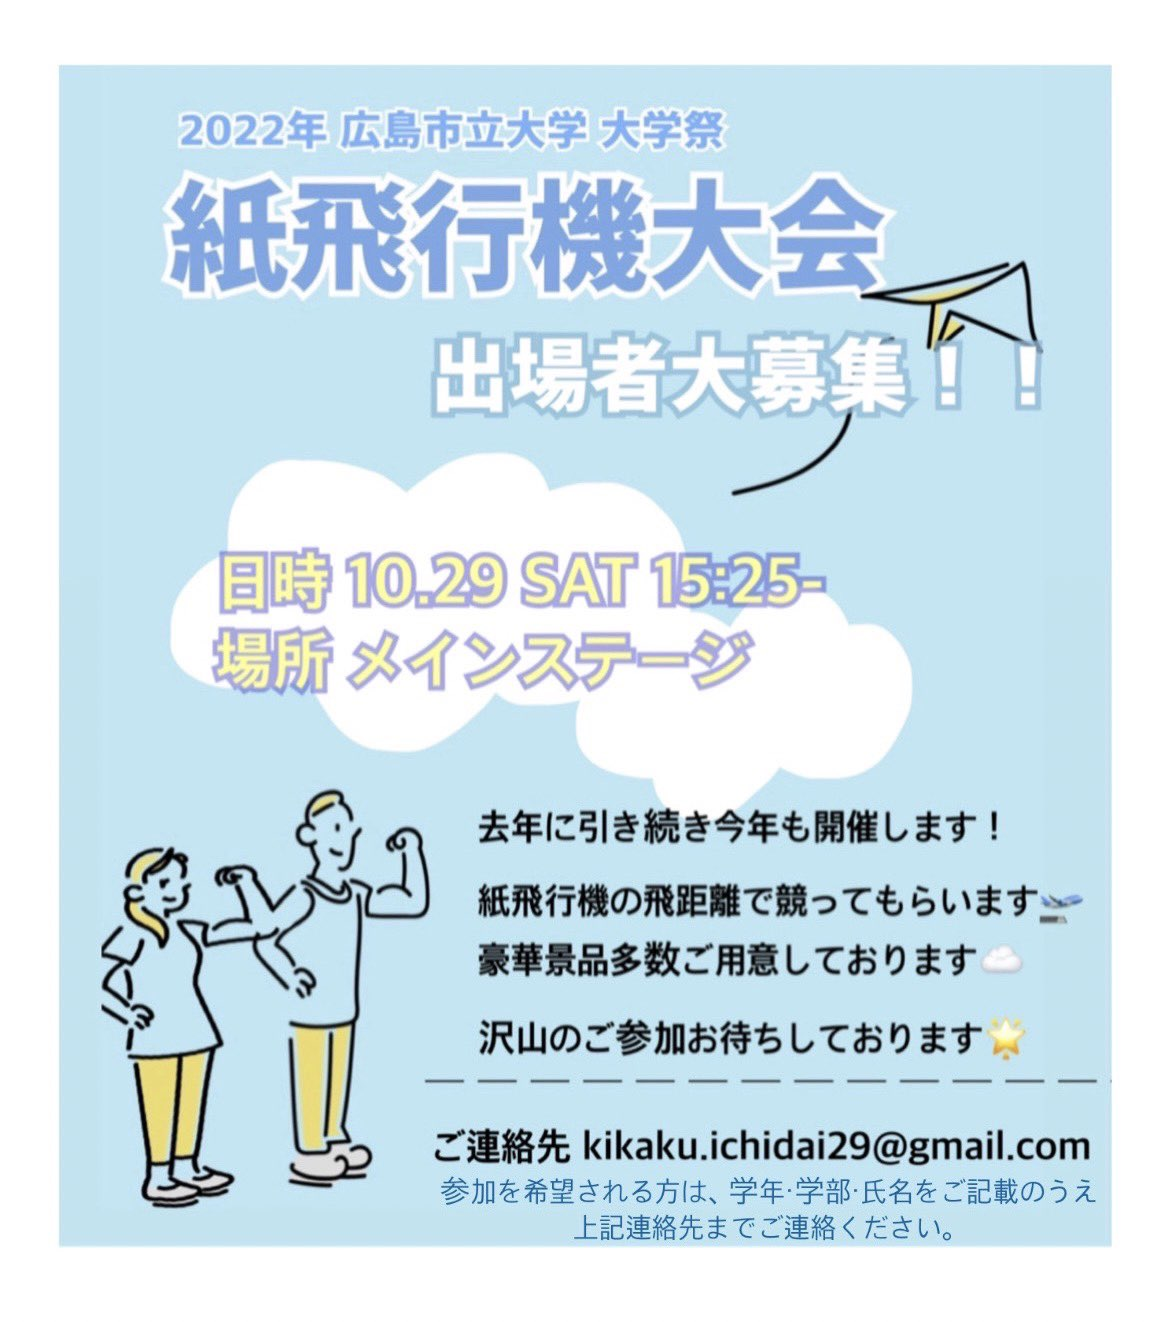 2022年 広島市立大学 大学祭
紙飛行機大会
出場者大募集！！
日時 10.29 SAT 15:25-
場所 メインステージ
去年に引き続き今年も開催します！
紙飛行機の飛距離で競ってもらいます🛫
豪華景品多数ご用意しております☁️
沢山のご参加お待ちしております🌟
ご連絡先 kikaku.ichidai29@gmail.com
参加を希望される方は、学年·学部·氏名をご記載のうえ
上記連絡先までご連絡ください。